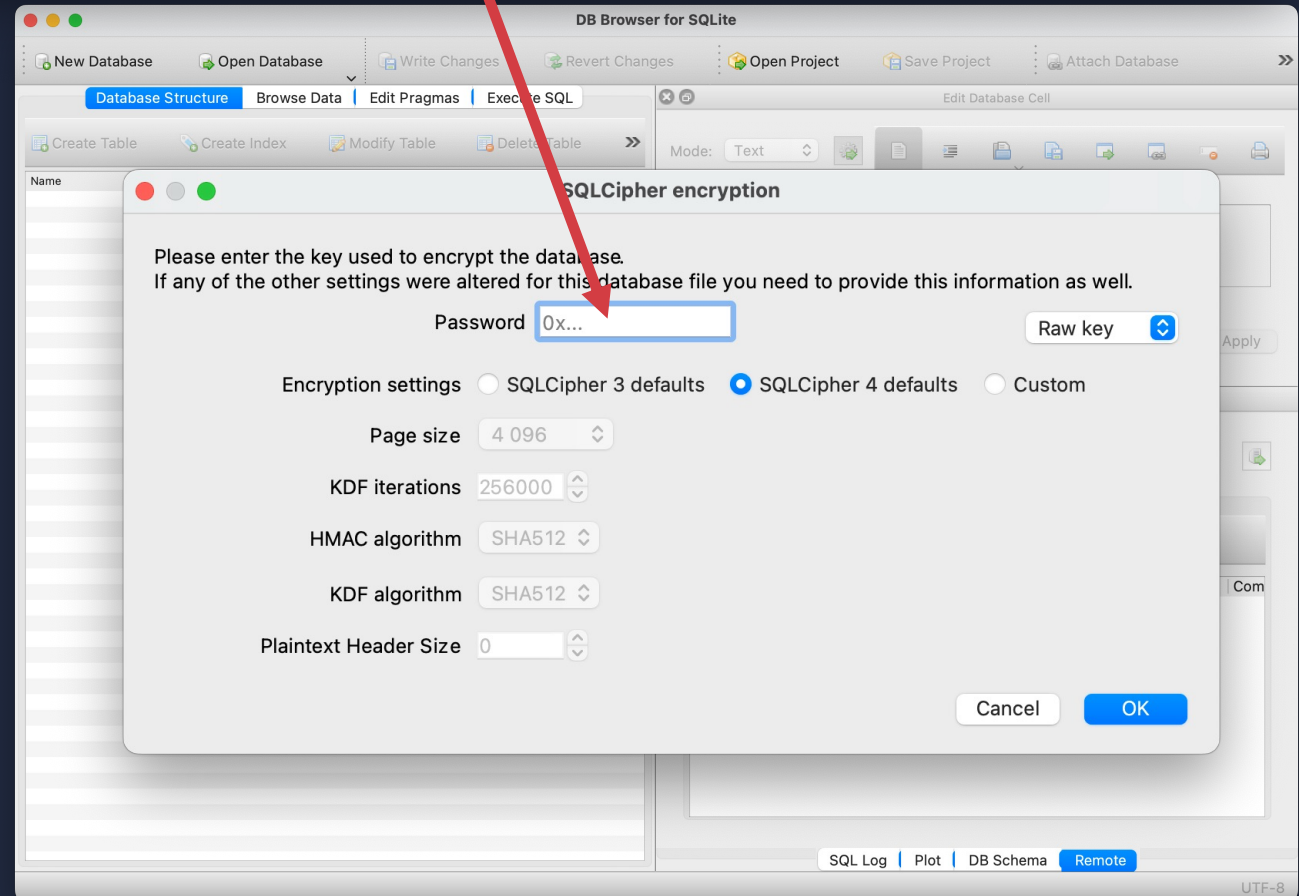 DB Browser for SQLite
New Database Open Database Write Changes Revert Changes Open Project Save Project Attach Database »
Database Structure Browse Data Edit Pragmas Execute SQL
Edit Database Cell
Create Table Create Index Modify Table Delete Table »
Mode: Text
Name
SQLCipher encryption
Please enter the key used to encrypt the database.
If any of the other settings were altered for this database file you need to provide this information as well.
Password 0x... Raw key
Apply
Encryption settings SQLCipher 3 defaults SQLCipher 4 defaults Custom
Page size 4 096
KDF iterations 256000
HMAC algorithm SHA512
KDF algorithm SHA512
Com
Plaintext Header Size 0
Cancel OK
SQL Log Plot DB Schema Remote
UTF-8